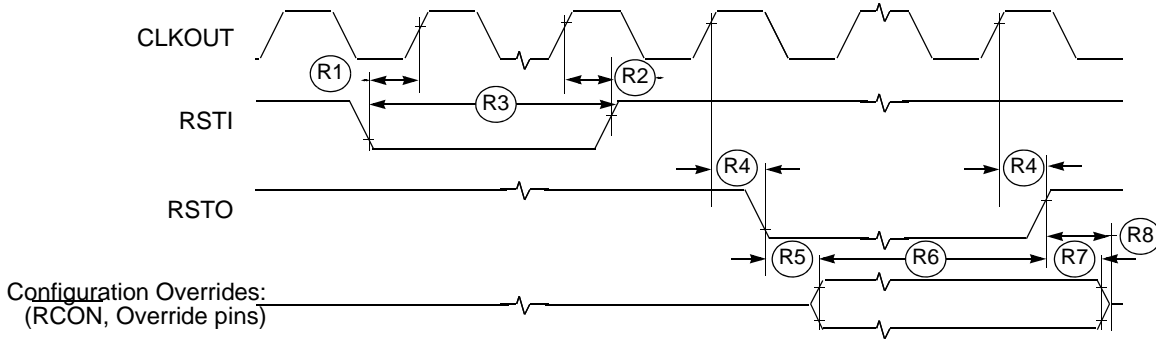 CLKOUT
R1
R2
R3
RSTI
R4
R4
RSTO
R5
R6
R7
R8
Configuration Overrides:
(RCON, Override pins)